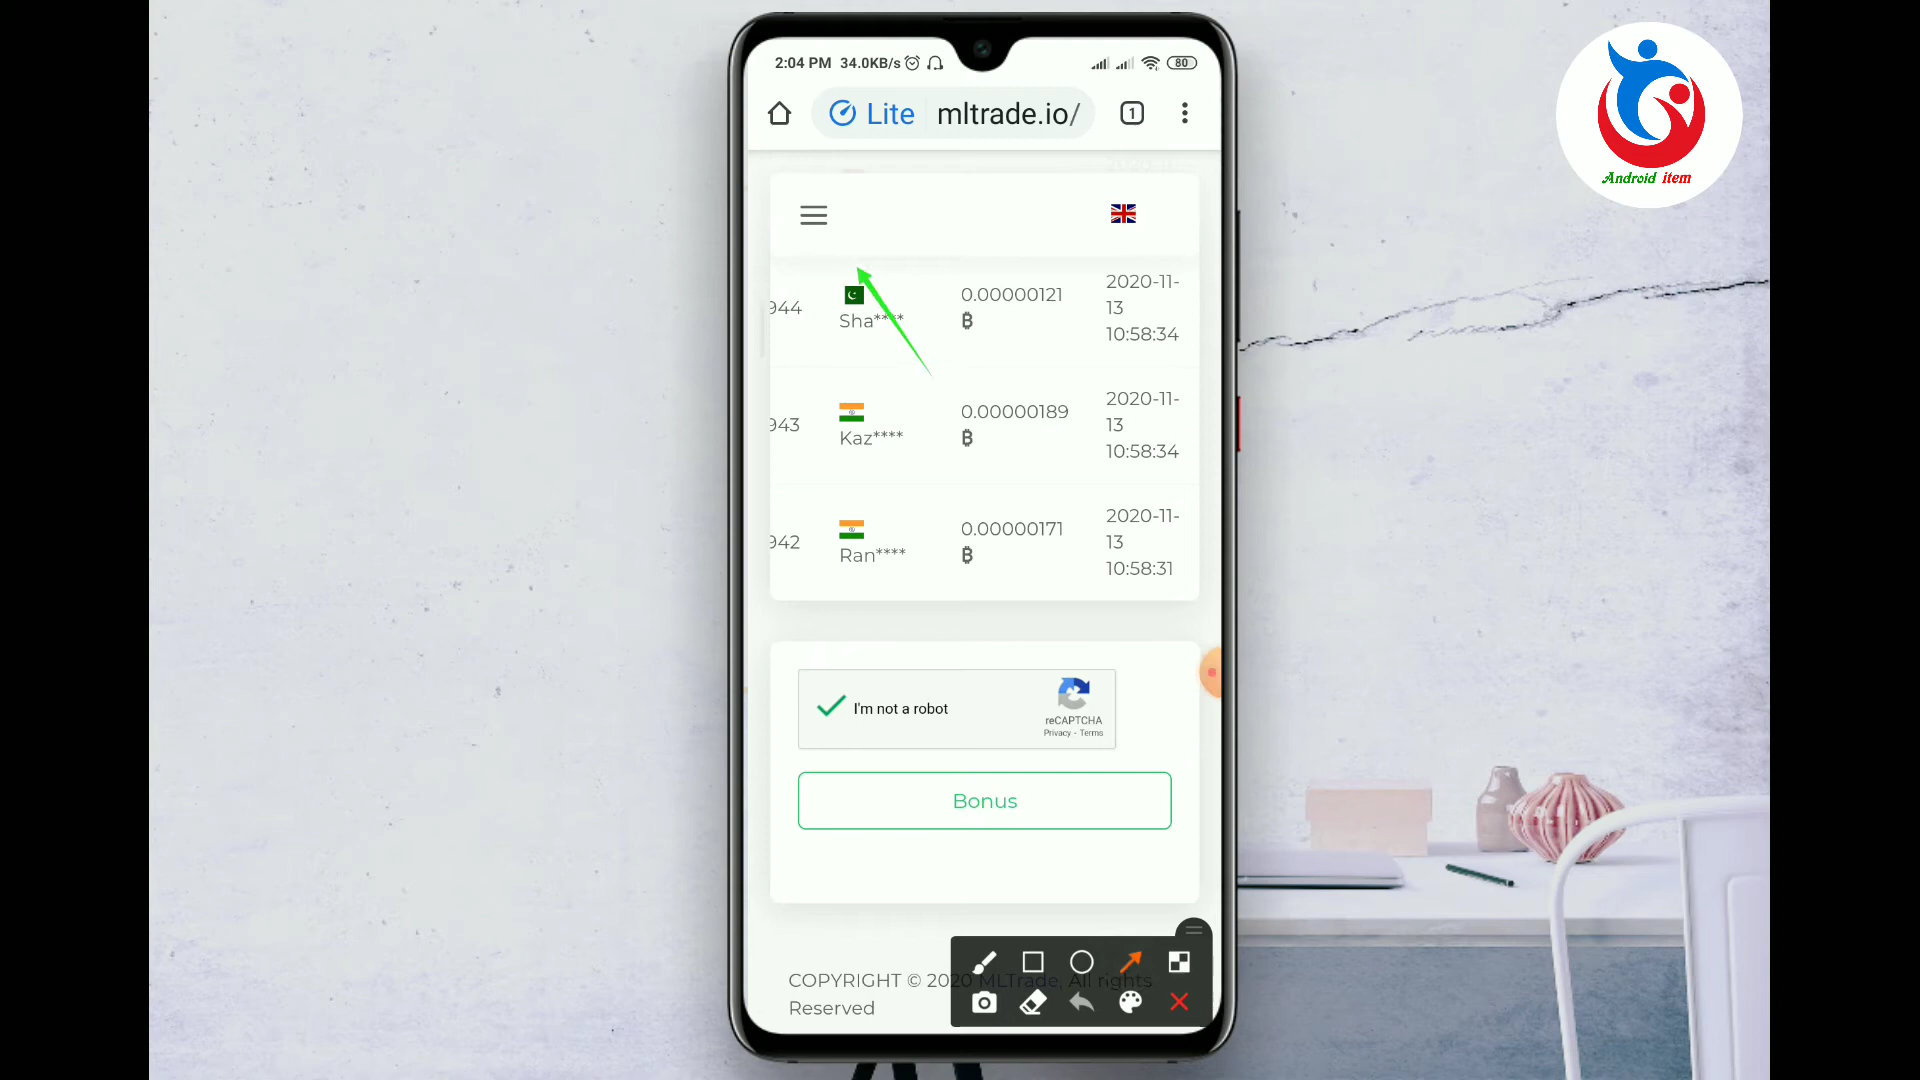 2:04 PM 34.0KB/s 80
Lite mltrade.io/ 1
Android item
944 Sha**** 0.00000121 ₿ 2020-11-13 10:58:34
943 Kaz**** 0.00000189 ₿ 2020-11-13 10:58:34
942 Ran**** 0.00000171 ₿ 2020-11-13 10:58:31
I'm not a robot
reCAPTCHA
Privacy - Terms
Bonus
COPYRIGHT © 2020 MLTrade, All rights
Reserved